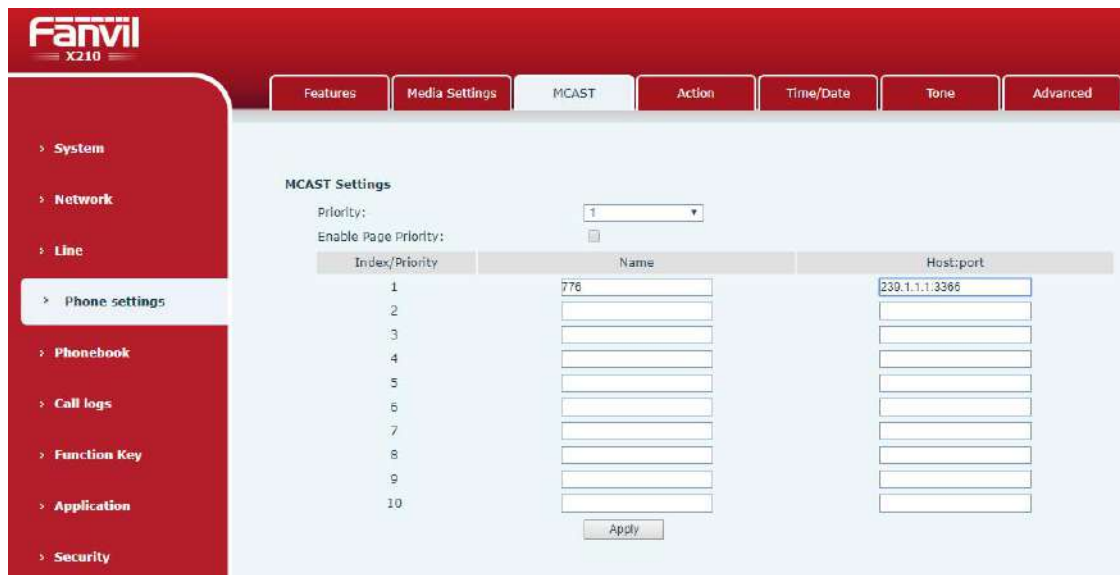 Fanvil
X210
Features Media Settings MCAST Action Time/Date Tone Advanced
› System
› Network
› Line
› Phone settings
› Phonebook
› Call logs
› Function Key
› Application
› Security
MCAST Settings
Priority: 1
Enable Page Priority:
Index/Priority Name Host:port
1 776 239.1.1.1:3366
2
3
4
5
6
7
8
9
10
Apply